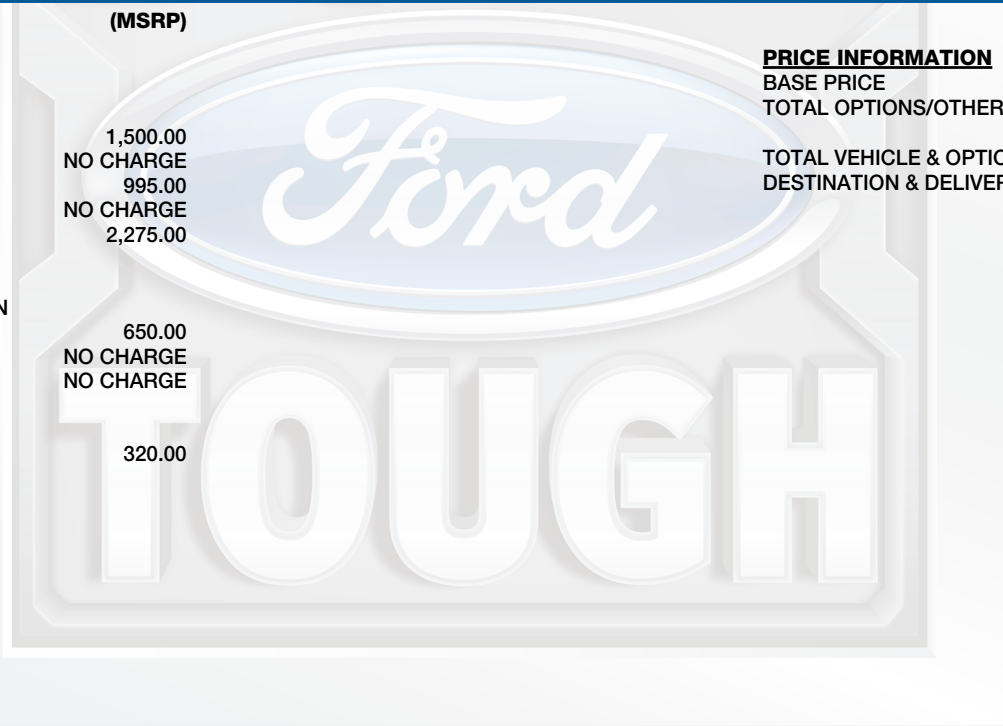 (MSRP)
1,500.00
NO CHARGE
995.00
NO CHARGE
2,275.00
N
650.00
NO CHARGE
NO CHARGE
320.00
PRICE INFORMATION
BASE PRICE
TOTAL OPTIONS/OTHER
TOTAL VEHICLE & OPTIO
DESTINATION & DELIVER
Ford
TOUGH